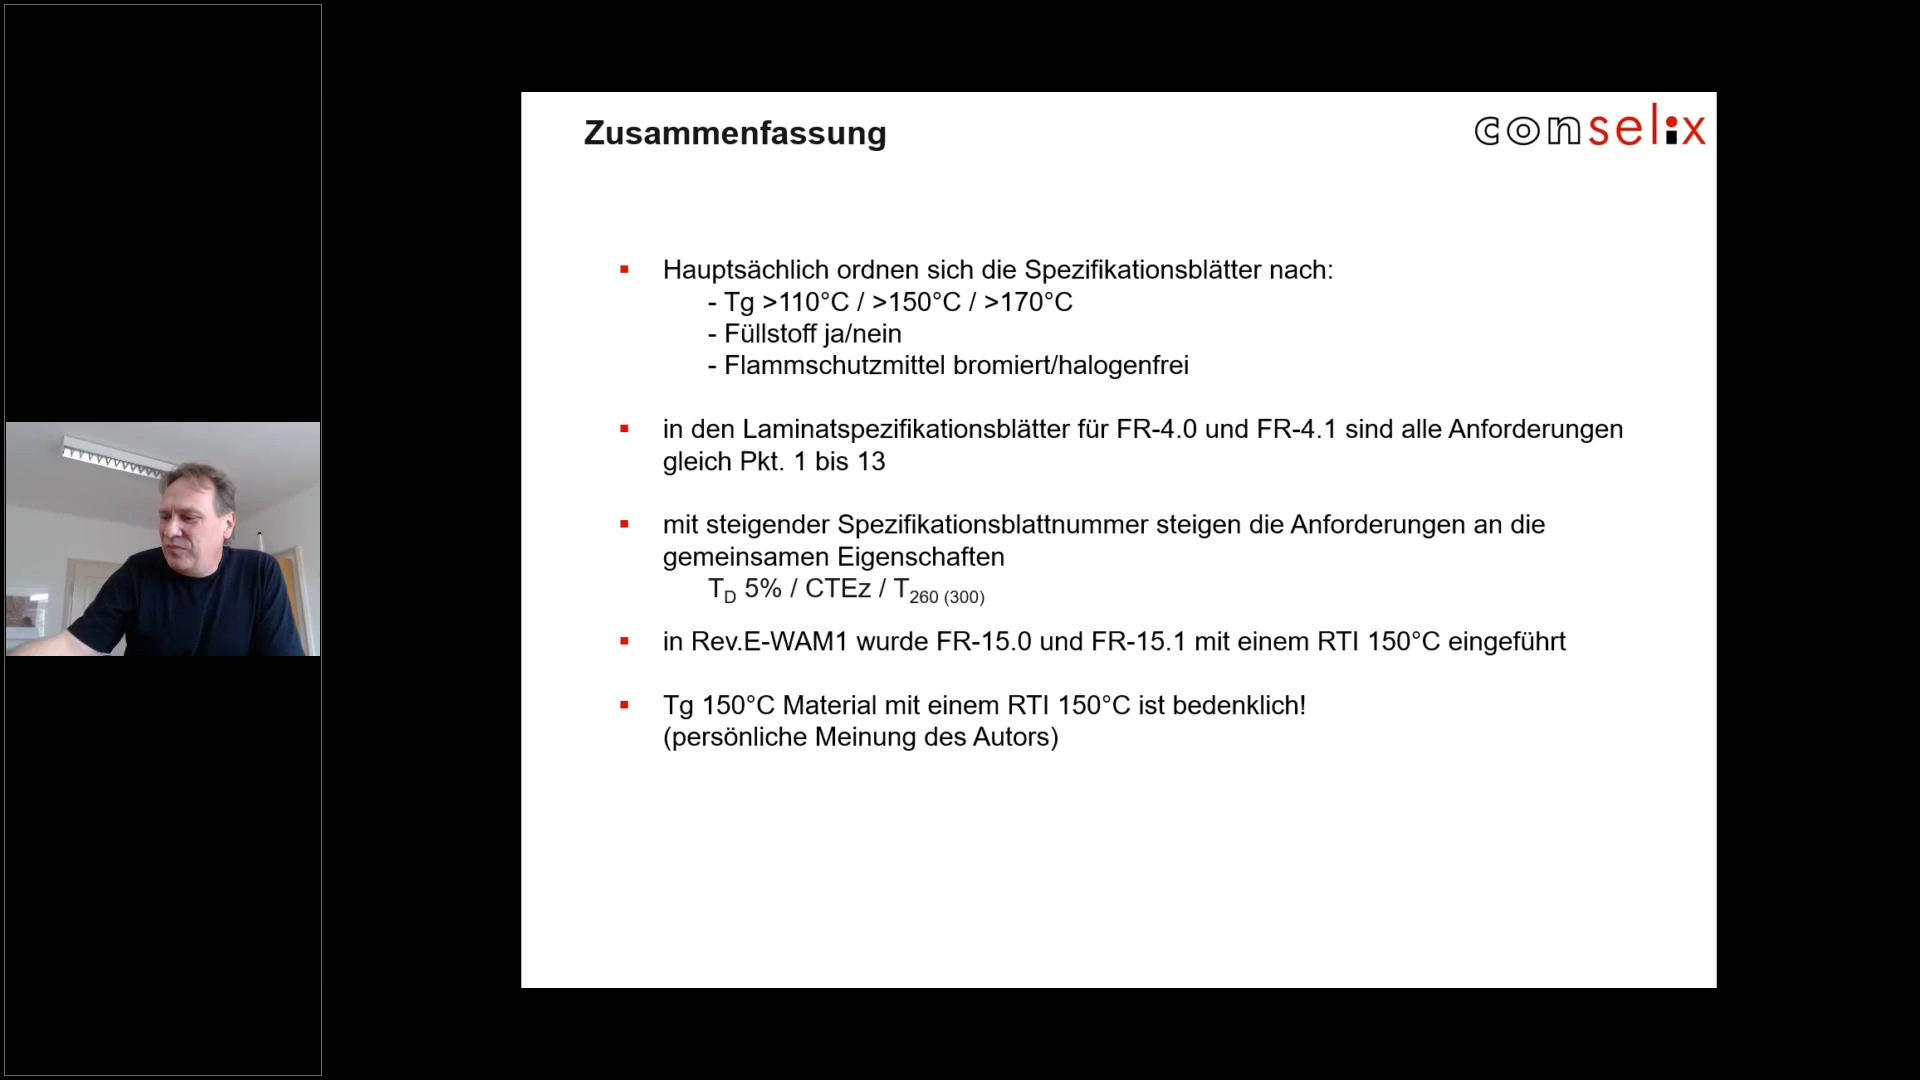 Zusammenfassung
conselix
Hauptsächlich ordnen sich die Spezifikationsblätter nach:
- Tg >110°C / >150°C / >170°C
- Füllstoff ja/nein
- Flammschutzmittel bromiert/halogenfrei
in den Laminatspezifikationsblätter für FR-4.0 und FR-4.1 sind alle Anforderungen
gleich Pkt. 1 bis 13
mit steigender Spezifikationsblattnummer steigen die Anforderungen an die
gemeinsamen Eigenschaften
TD 5% / CTEz / T260 (300)
in Rev.E-WAM1 wurde FR-15.0 und FR-15.1 mit einem RTI 150°C eingeführt
Tg 150°C Material mit einem RTI 150°C ist bedenklich!
(persönliche Meinung des Autors)